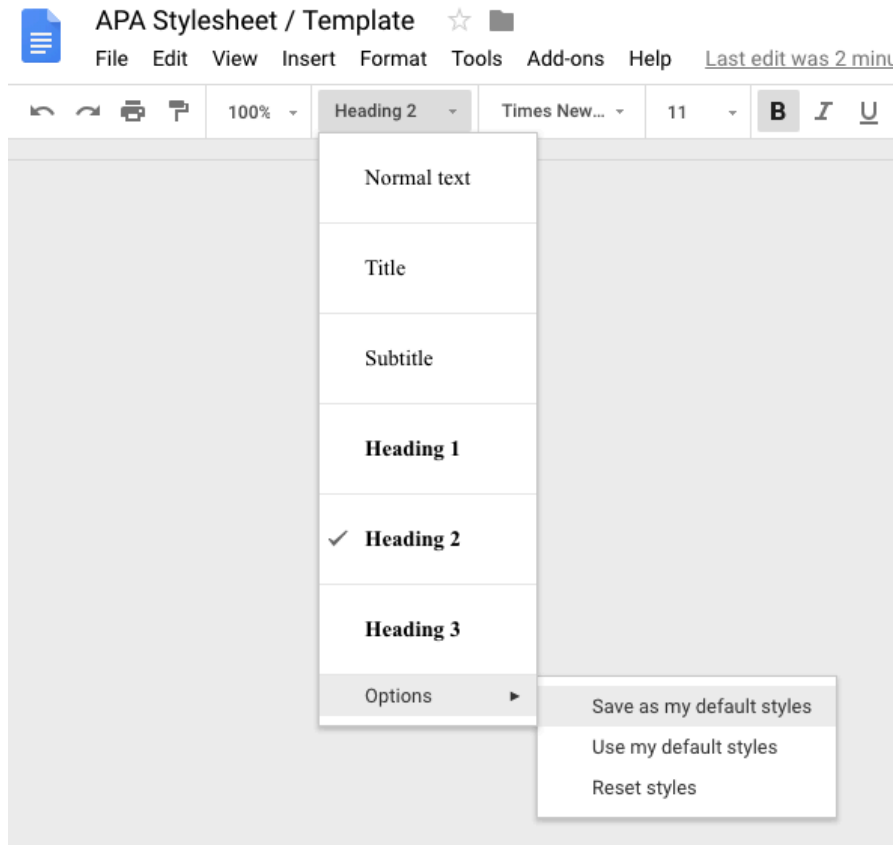 APA Stylesheet / Template
File Edit View Insert Format Tools Add-ons Help Last edit was 2
100% Heading 2 Times New... 11 B I U
Normal text
Title
Subtitle
Heading 1
Heading 2
Heading 3
Options
Save as my default styles
Use my default styles
Reset styles